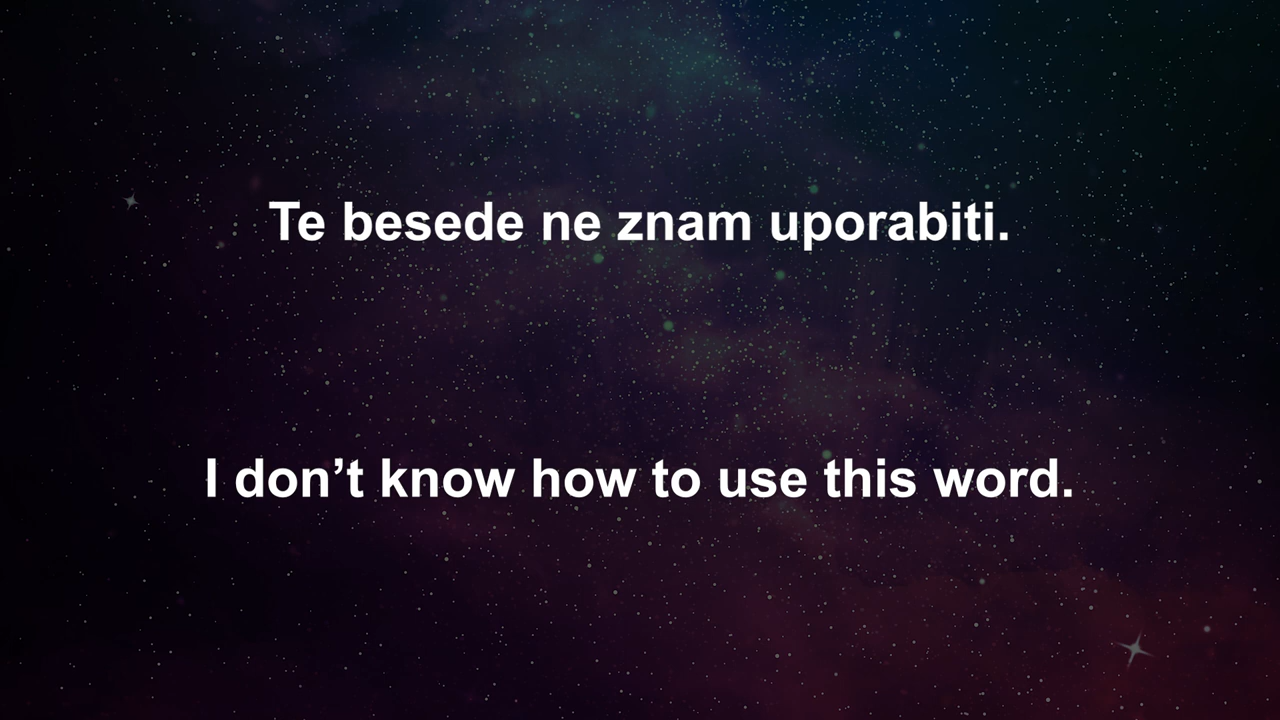 Te besede ne znam uporabiti.
I don’t know how to use this word.